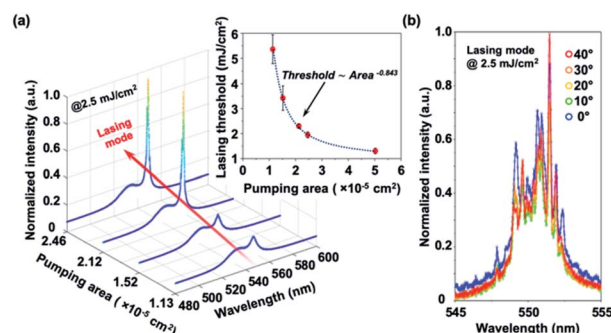 (a)
@2.5 mJ/cm²
Lasing
mode
Normalized intensity (a.u.)
1.0
0.8
0.6
0.4
0.2
0
2.46
2.12
1.52
1.13
Pumping area ( ×10⁻⁵ cm²)
480
500
520
540
560
580
600
Wavelength (nm)
Lasing threshold (mJ/cm²)
6
5
4
3
2
1
Threshold ~ Area⁻⁰·⁸⁴³
0 1 2 3 4 5 6
Pumping area ( ×10⁻⁵ cm²)
(b)
Normalized intensity (a.u.)
1.0
0.8
0.6
0.4
0.2
0
Lasing mode
@ 2.5 mJ/cm²
40°
30°
20°
10°
0°
545 550 555
Wavelength (nm)